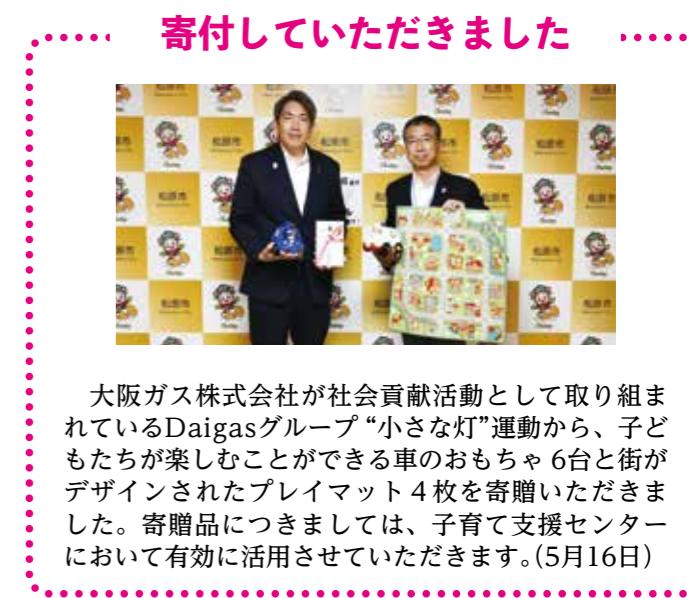 寄付していただきました
松原市
大阪ガス株式会社が社会貢献活動として取り組ま
れているDaigasグループ “小さな灯”運動から、子ど
もたちが楽しむことができる車のおもちゃ 6台と街が
デザインされたプレイマット４枚を寄贈いただきま
した。寄贈品につきましては、子育て支援センター
において有効に活用させていただきます。(5月16日）